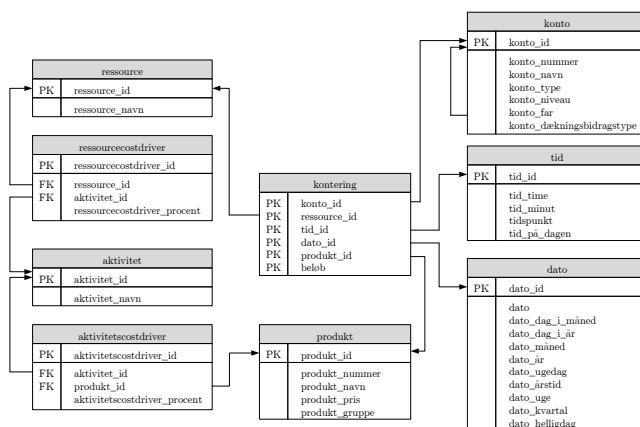 ressource
PK ressource_id
ressource_navn
ressourcecostdriver
PK ressourcecostdriver_id
FK ressource_id
FK aktivitet_id
ressourcecostdriver_procent
aktivitet
PK aktivitet_id
aktivitet_navn
aktivitetscostdriver
PK aktivitetscostdriver_id
FK aktivitet_id
FK produkt_id
aktivitetscostdriver_procent
kontering
PK konto_id
PK ressource_id
PK tid_id
PK dato_id
PK produkt_id
PK beløb
produkt
PK produkt_id
produkt_nummer
produkt_navn
produkt_pris
produkt_gruppe
konto
PK konto_id
konto_nummer
konto_navn
konto_type
konto_niveau
konto_far
konto_dækningsbidragstype
tid
PK tid_id
tid_time
tid_minut
tidspunkt
tid_på_dagen
dato
PK dato_id
dato
dato_dag_i_måned
dato_dag_i_år
dato_måned
dato_år
dato_ugedag
dato_årstid
dato_uge
dato_kvartal
dato_helligdag